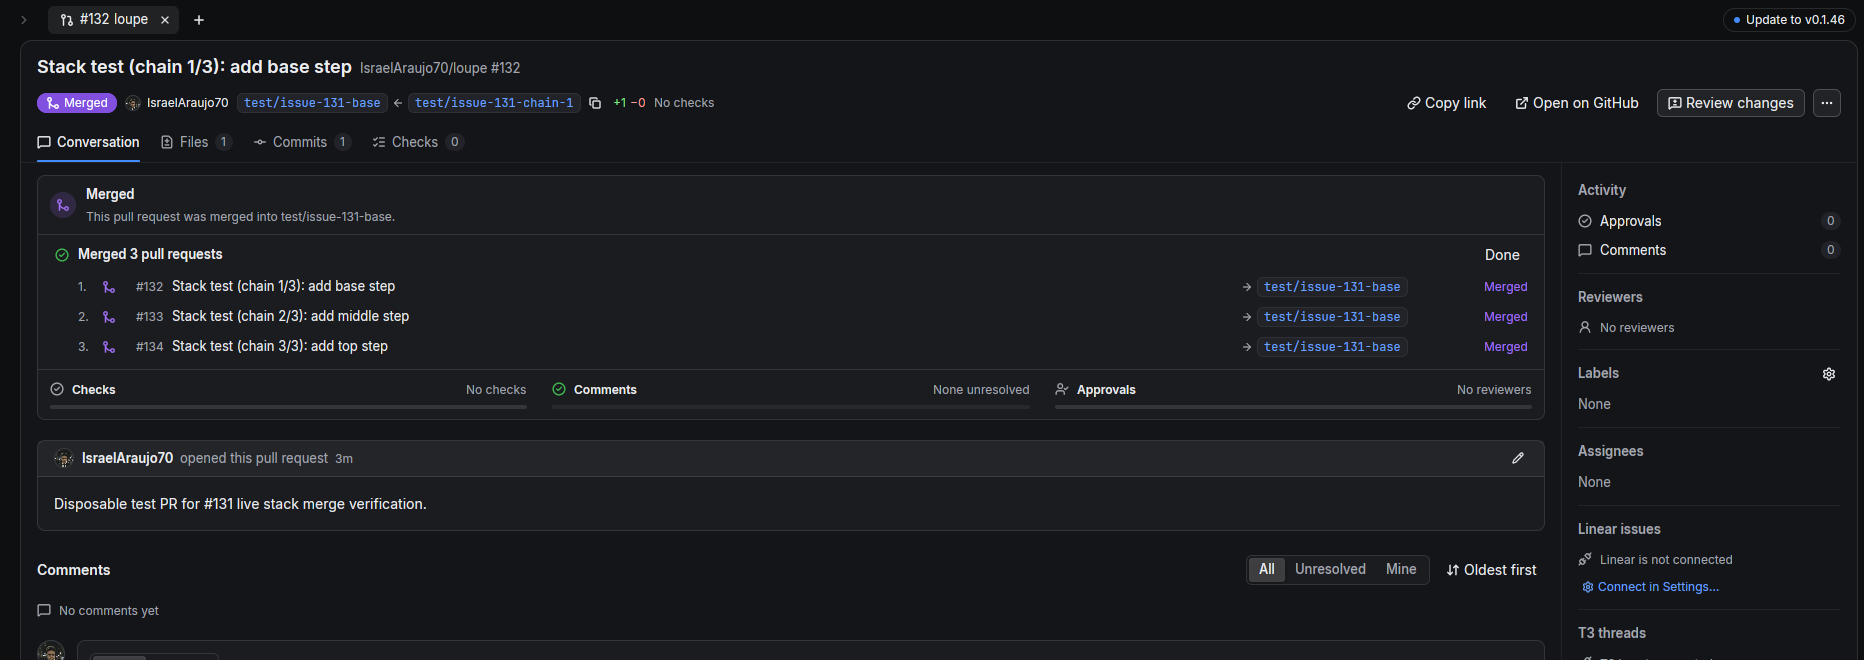 #132 loupe
Update to v0.1.46
Stack test (chain 1/3): add base step IsraelAraujo70/loupe #132
Merged IsraelAraujo70 test/issue-131-base ← test/issue-131-chain-1 +1 −0 No checks
Copy link Open on GitHub Review changes ...
Conversation Files 1 Commits 1 Checks 0
Merged
This pull request was merged into test/issue-131-base.
Merged 3 pull requests Done
1. #132 Stack test (chain 1/3): add base step → test/issue-131-base Merged
2. #133 Stack test (chain 2/3): add middle step → test/issue-131-base Merged
3. #134 Stack test (chain 3/3): add top step → test/issue-131-base Merged
Checks No checks Comments None unresolved Approvals No reviewers
IsraelAraujo70 opened this pull request 3m
Disposable test PR for #131 live stack merge verification.
Comments All Unresolved Mine Oldest first
No comments yet
Activity
Approvals 0
Comments 0
Reviewers
No reviewers
Labels
None
Assignees
None
Linear issues
Linear is not connected
Connect in Settings...
T3 threads